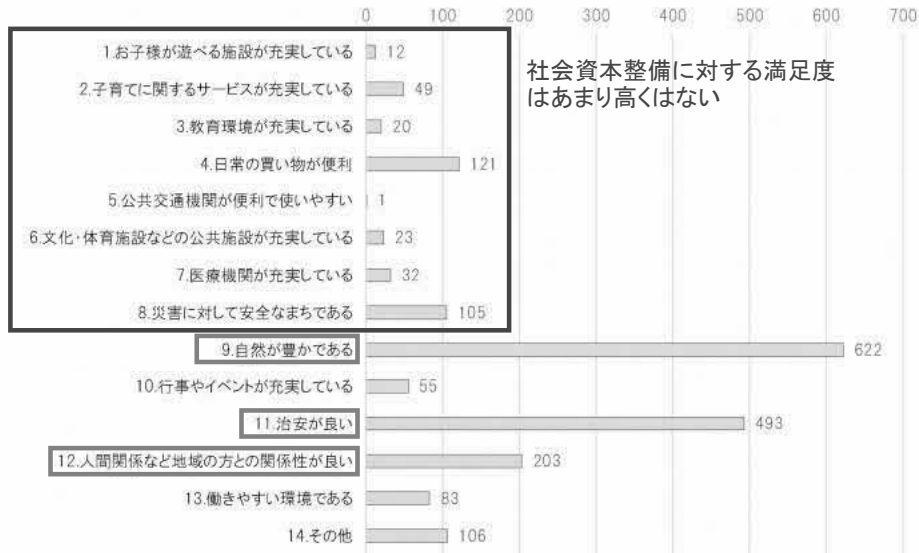 0 100 200 300 400 500 600 700
1.お子様が遊べる施設が充実している 12
社会資本整備に対する満足度
はあまり高くはない
2.子育てに関するサービスが充実している 49
3.教育環境が充実している 20
4.日常の買い物が便利 121
5.公共交通機関が便利で使いやすい 1
6.文化・体育施設などの公共施設が充実している 23
7.医療機関が充実している 32
8.災害に対して安全なまちである 105
9.自然が豊かである 622
10.行事やイベントが充実している 55
11.治安が良い 493
12.人間関係など地域の方との関係性が良い 203
13.働きやすい環境である 83
14.その他 106